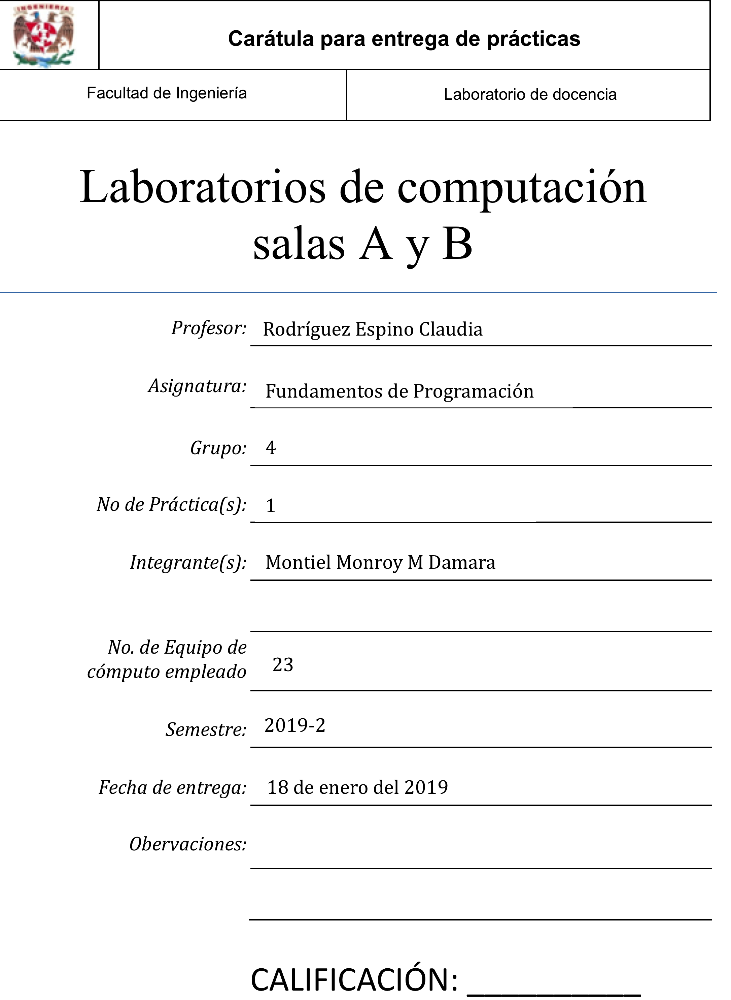 INGENIERIA
Carátula para entrega de prácticas
Facultad de Ingeniería
Laboratorio de docencia
Laboratorios de computación
salas A y B
Profesor: Rodríguez Espino Claudia
Asignatura: Fundamentos de Programación
Grupo: 4
No de Práctica(s): 1
Integrante(s): Montiel Monroy M Damara
No. de Equipo de
cómputo empleado 23
Semestre: 2019-2
Fecha de entrega: 18 de enero del 2019
Obervaciones:
CALIFICACIÓN: __________